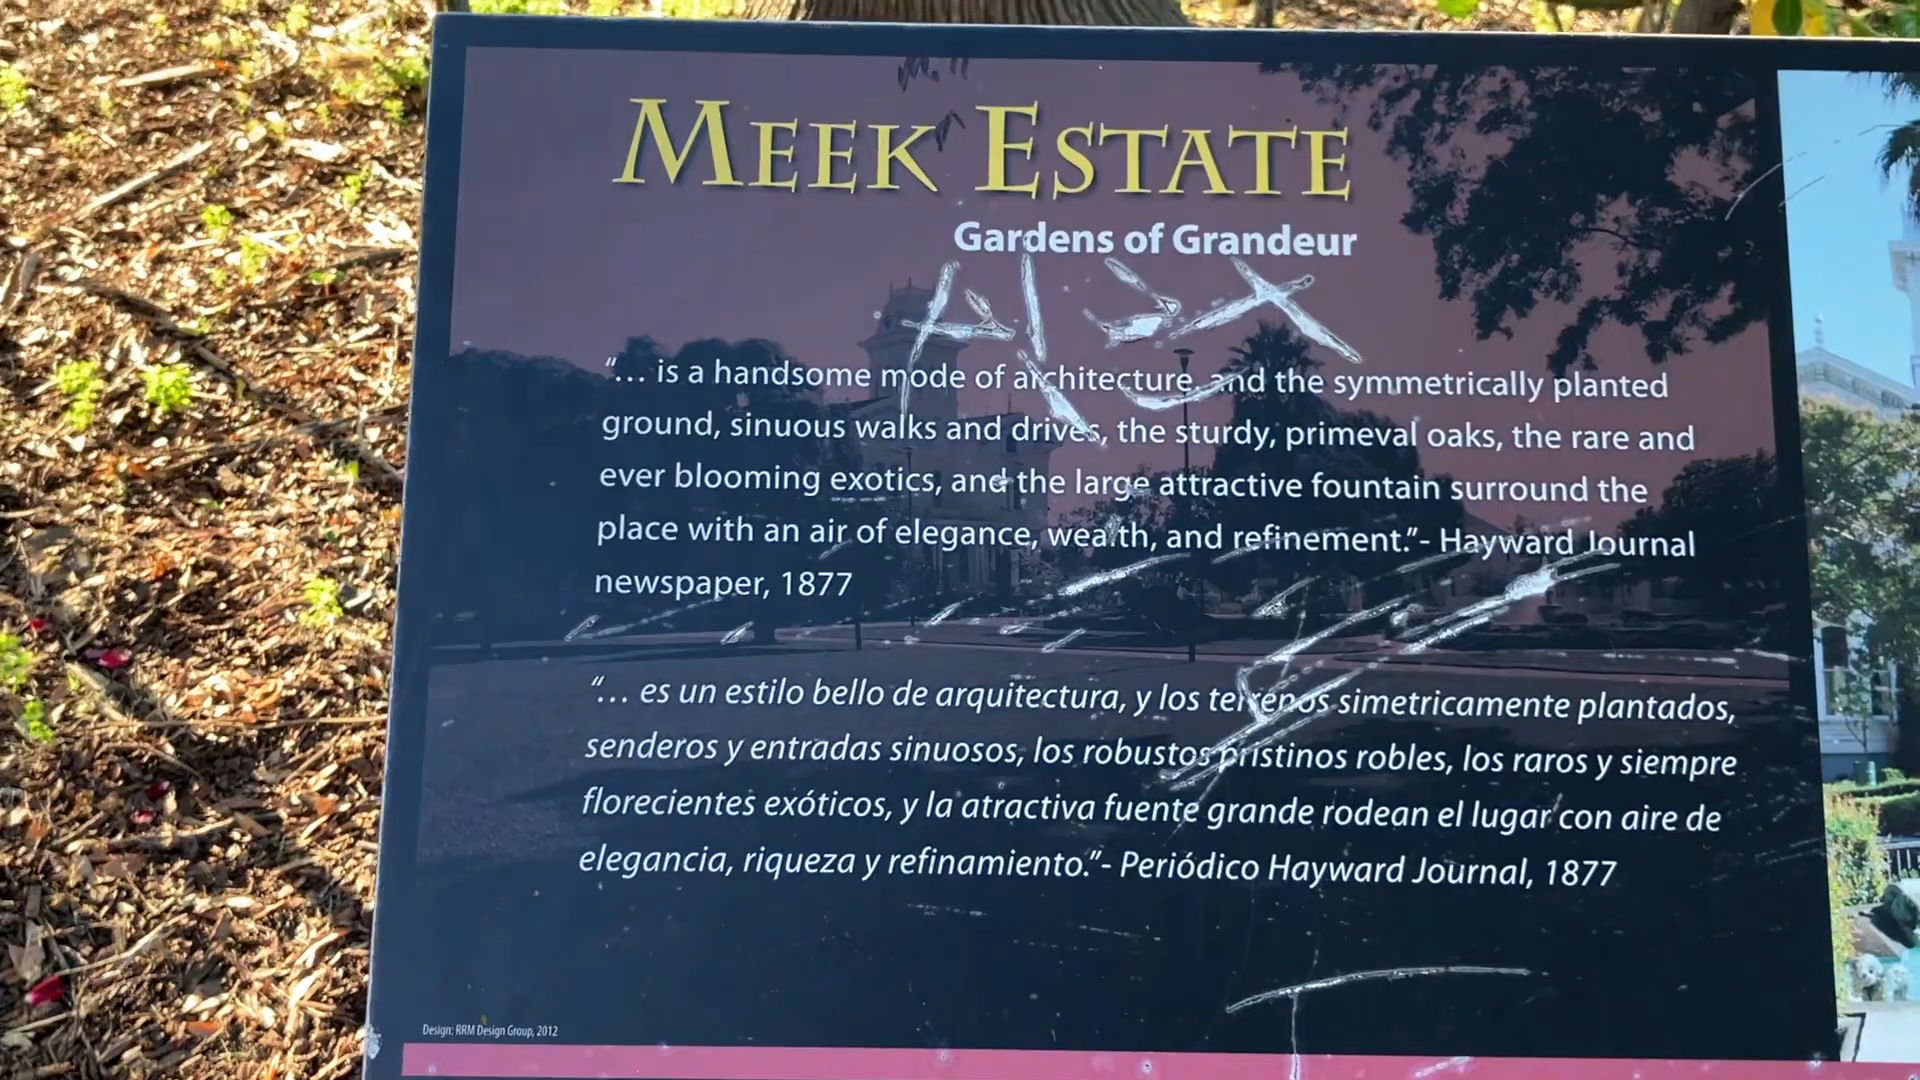 MEEK ESTATE
Gardens of Grandeur
Alex
“... is a handsome mode of architecture, and the symmetrically planted
ground, sinuous walks and drives, the sturdy, primeval oaks, the rare and
ever blooming exotics, and the large attractive fountain surround the
place with an air of elegance, wealth, and refinement.”- Hayward Journal
newspaper, 1877
“... es un estilo bello de arquitectura, y los terrenos simetricamente plantados,
senderos y entradas sinuosos, los robustos pristinos robles, los raros y siempre
florecientes exóticos, y la atractiva fuente grande rodean el lugar con aire de
elegancia, riqueza y refinamiento.”- Periódico Hayward Journal, 1877
Design: RRM Design Group, 2012